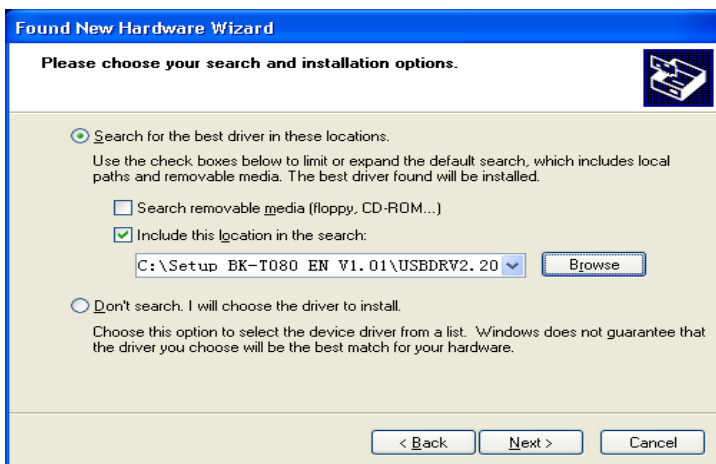 Found New Hardware Wizard
Please choose your search and installation options.
Search for the best driver in these locations.
Use the check boxes below to limit or expand the default search, which includes local
paths and removable media. The best driver found will be installed.
Search removable media (floppy, CD-ROM...)
Include this location in the search:
C:\Setup BK-T080 EN V1.01\USBDRV2.20
Browse
Don't search. I will choose the driver to install.
Choose this option to select the device driver from a list. Windows does not guarantee that
the driver you choose will be the best match for your hardware.
< Back Next > Cancel